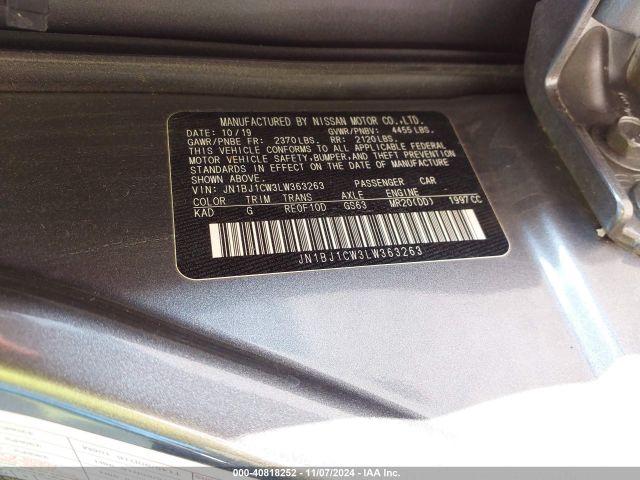 MANUFACTURED BY NISSAN MOTOR CO.,LTD.
DATE: 10/19 GVWR/PNBV: 4455 LBS.
GAWR/PNBE FR: 2370LBS. RR: 2120LBS.
THIS VEHICLE CONFORMS TO ALL APPLICABLE FEDERAL
MOTOR VEHICLE SAFETY,BUMPER,AND THEFT PREVENTION
STANDARDS IN EFFECT ON THE DATE OF MANUFACTURE
SHOWN ABOVE.
VIN: JN1BJ1CW3LW363263 PASSENGER CAR
COLOR TRIM TRANS AXLE ENGINE
KAD G RE0F10D GS63 MR20(DD) 1997CC
JN1BJ1CW3LW363263
000-40818252 - 11/07/2024 - IAA Inc.